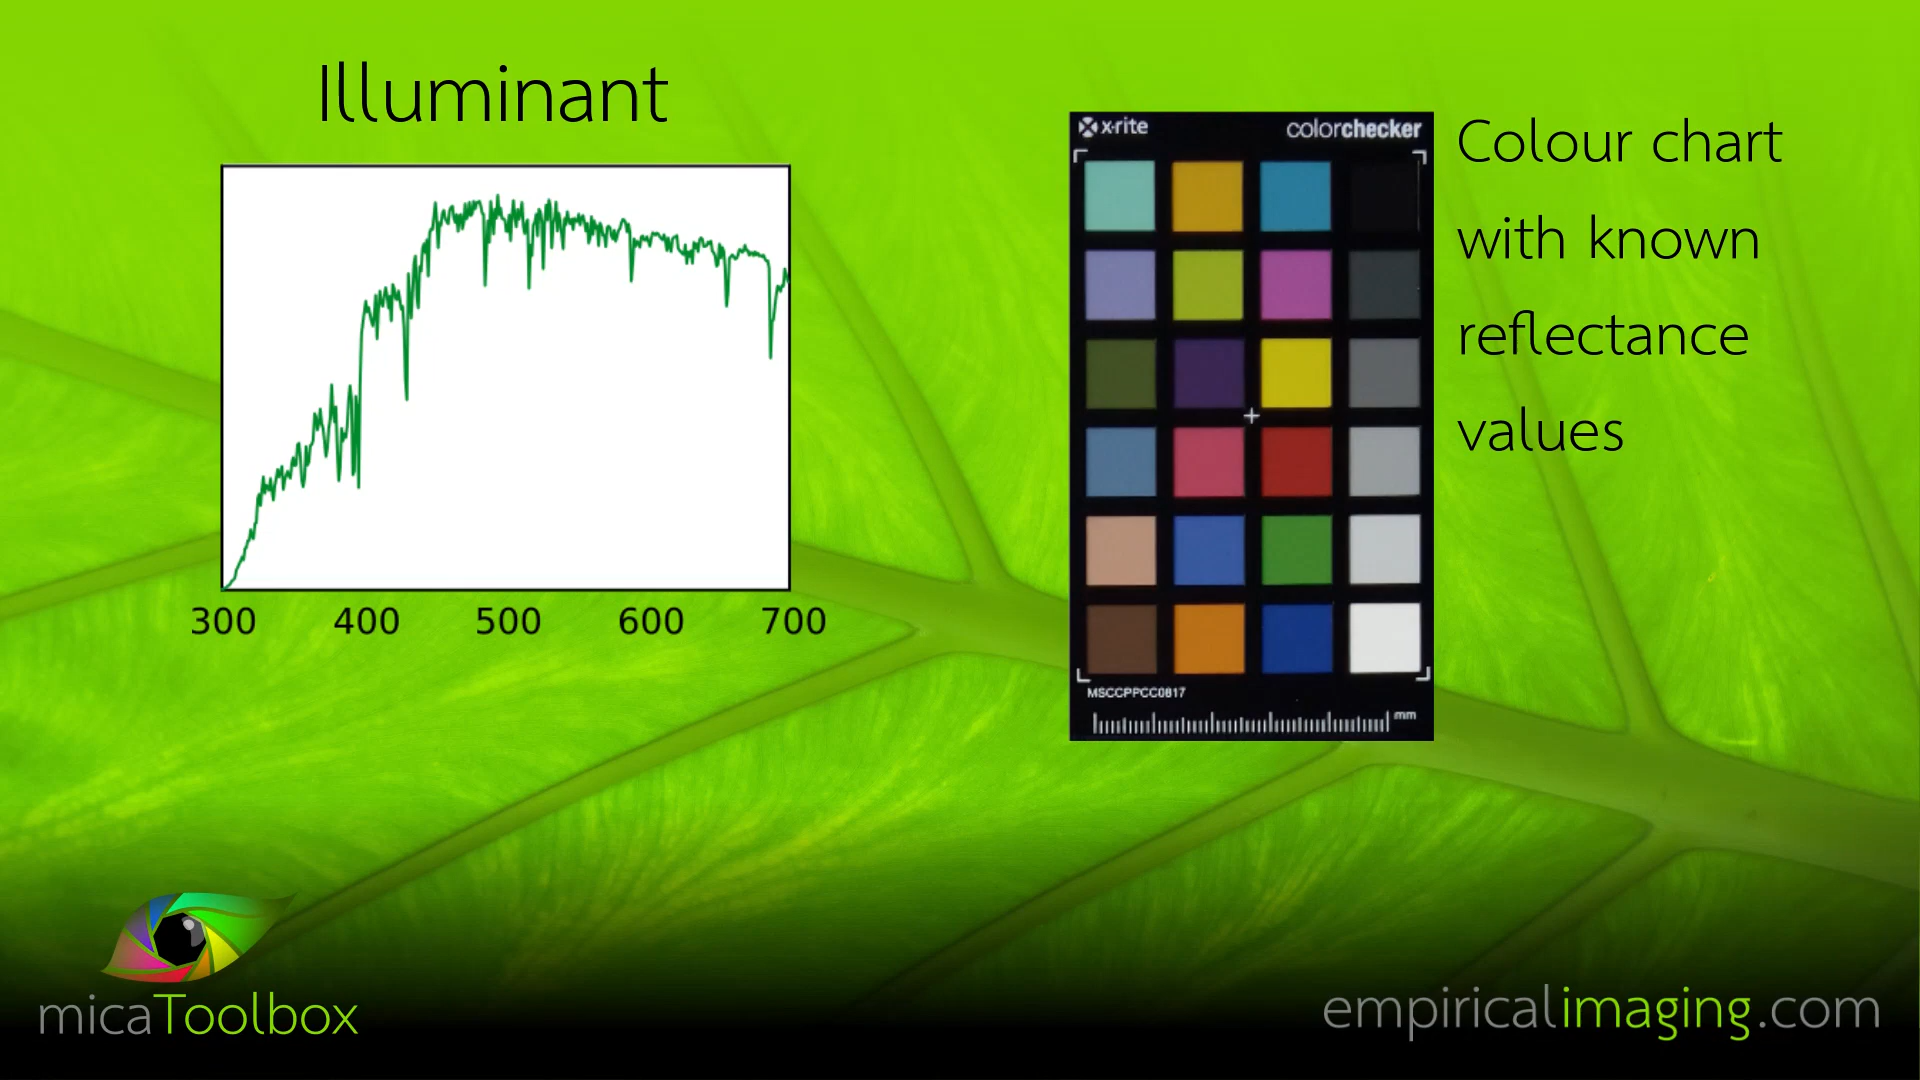 Illuminant
300 400 500 600 700
x-rite colorchecker
MSCCPPCC0817
mm
Colour chart
with known
reflectance
values
micaToolbox
empiricalimaging.com